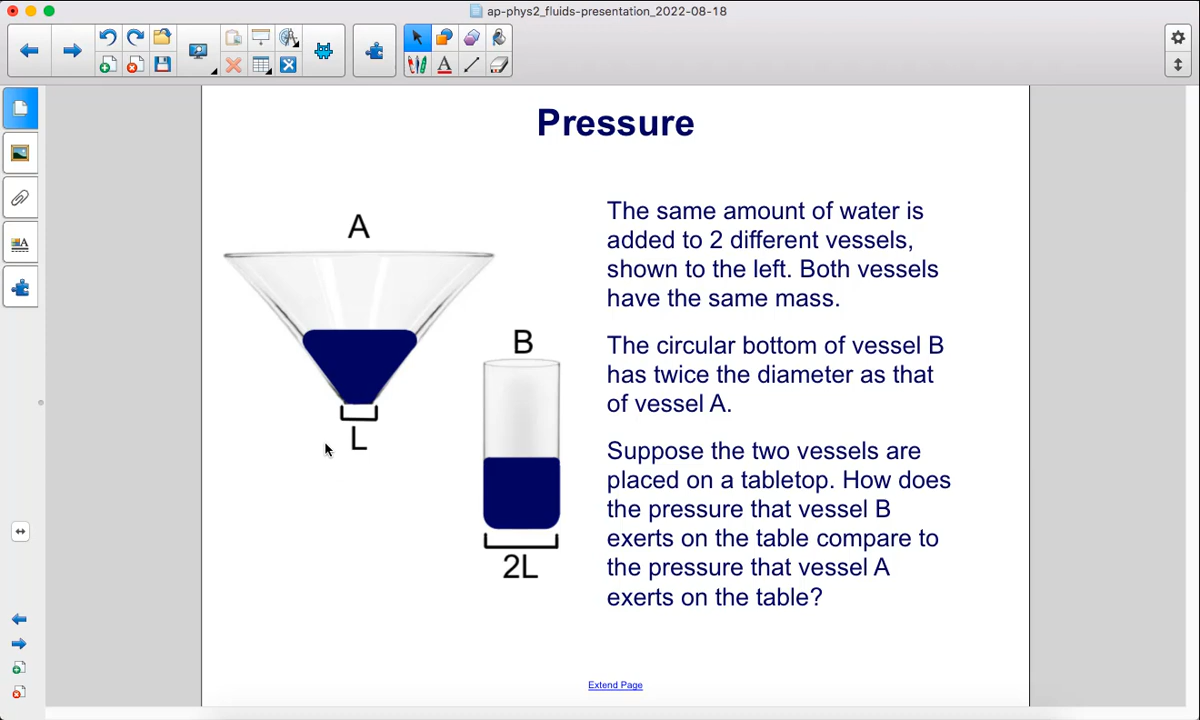 ap-phys2_fluids-presentation_2022-08-18
Pressure
A
L
B
2L
The same amount of water is
added to 2 different vessels,
shown to the left. Both vessels
have the same mass.
The circular bottom of vessel B
has twice the diameter as that
of vessel A.
Suppose the two vessels are
placed on a tabletop. How does
the pressure that vessel B
exerts on the table compare to
the pressure that vessel A
exerts on the table?
Extend Page